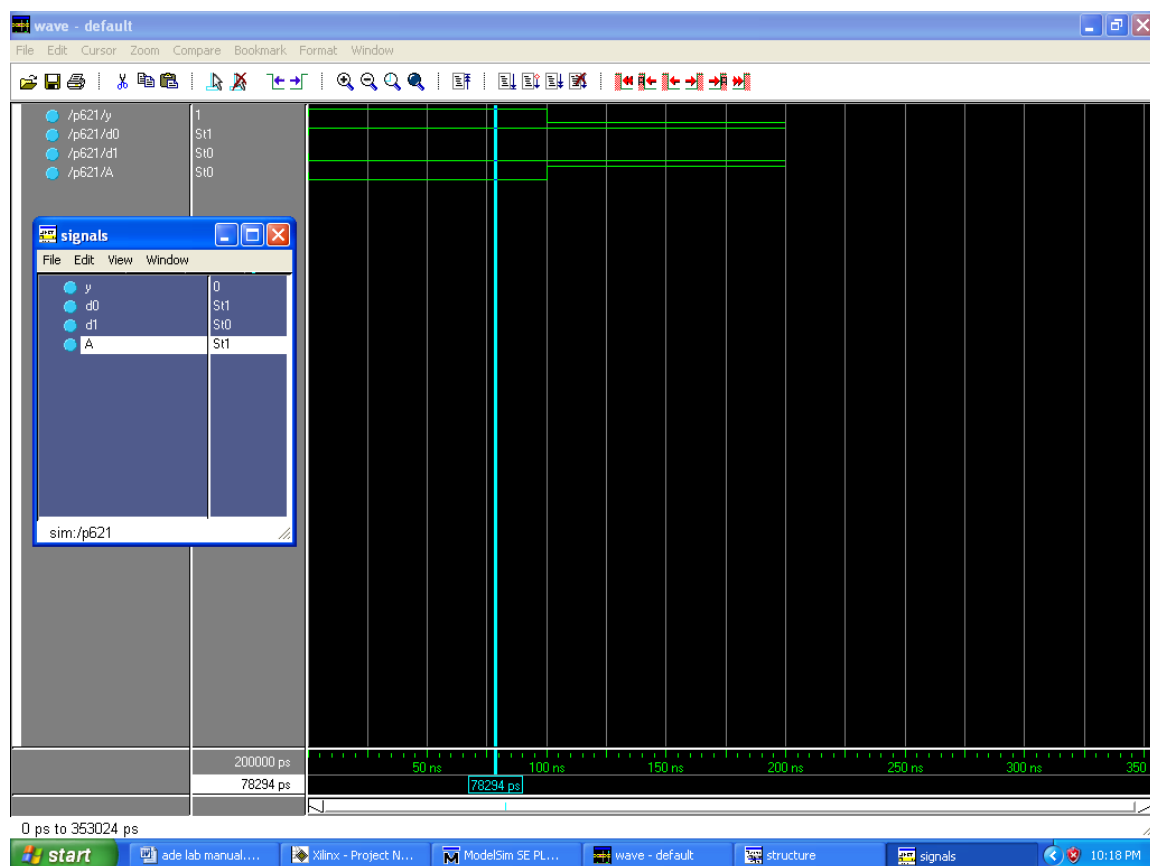 wave - default
File Edit Cursor Zoom Compare Bookmark Format Window
/p621/y 1
/p621/d0 St1
/p621/d1 St0
/p621/A St0
signals
File Edit View Window
y 0
d0 St1
d1 St0
A St1
sim:/p621
200000 ps 50 ns 100 ns 150 ns 200 ns 250 ns 300 ns 350
78294 ps 78294 ps
0 ps to 353024 ps
start ade lab manual.... Xilinx - Project N... ModelSim SE PL... wave - default structure signals 10:18 PM